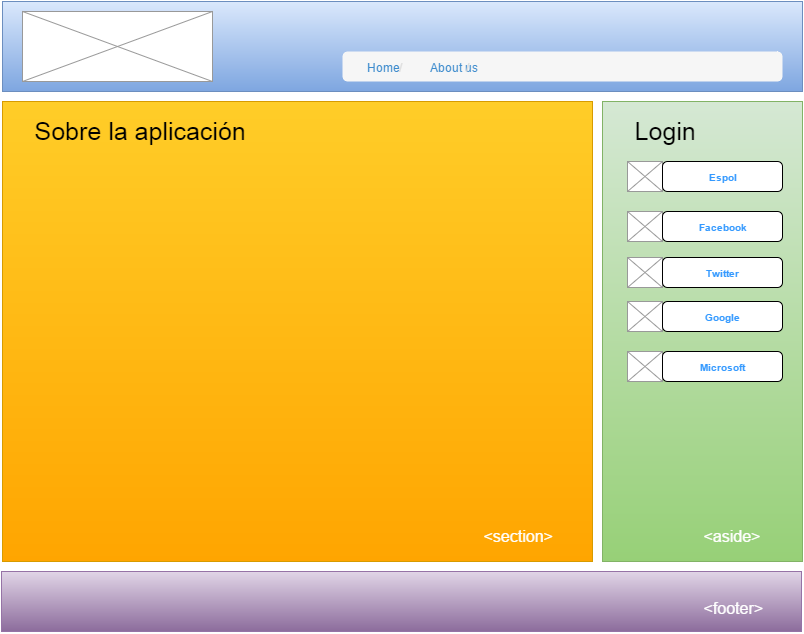 Home
About us
Sobre la aplicación
Login
Espol
Facebook
Twitter
Google
Microsoft
<section>
<aside>
<footer>